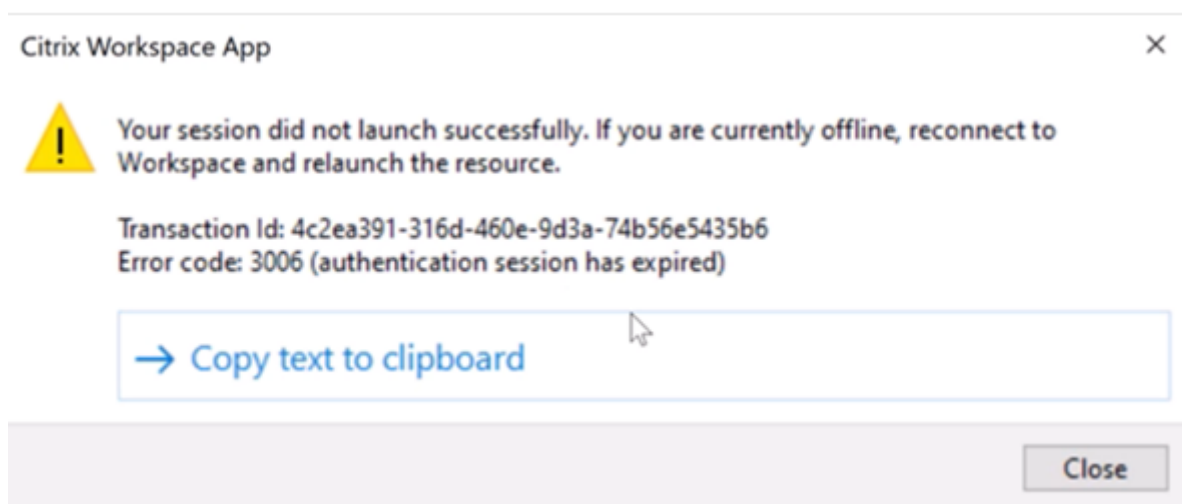 Citrix Workspace App
Your session did not launch successfully. If you are currently offline, reconnect to
Workspace and relaunch the resource.
Transaction Id: 4c2ea391-316d-460e-9d3a-74b56e5435b6
Error code: 3006 (authentication session has expired)
Copy text to clipboard
Close